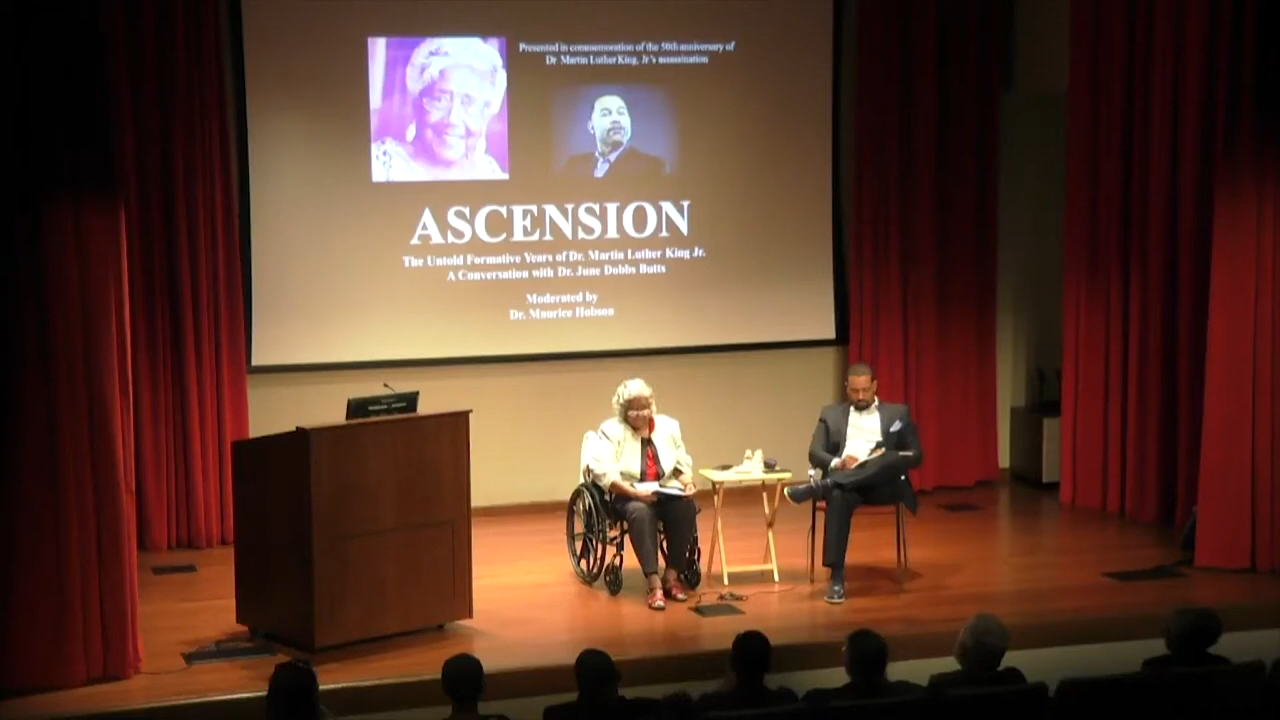 Presented in commemoration of the 50th anniversary of
Dr. Martin Luther King, Jr's assassination
ASCENSION
The Untold Formative Years of Dr. Martin Luther King Jr.
A Conversation with Dr. June Dobbs Butts
Moderated by
Dr. Maurice Hobson